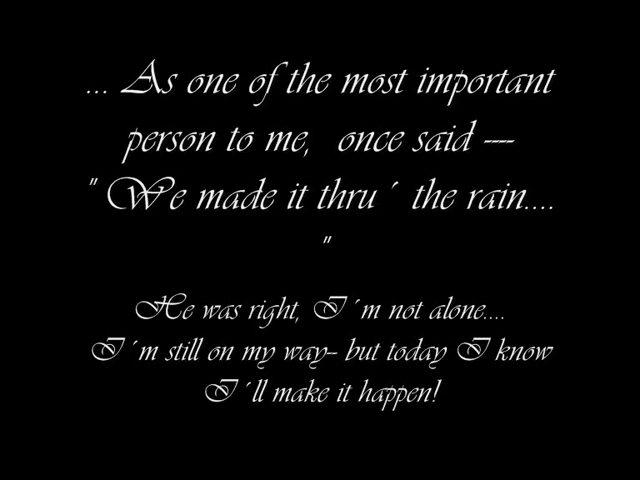 ... As one of the most important
person to me,  once said ----
" We made it thru´ the rain....
"
He was right, I´m not alone....
I´m still on my way- but today I know
I´ll make it happen!